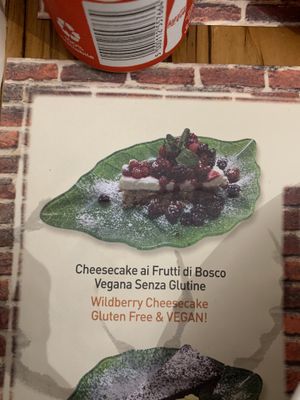 Cheesecake ai Frutti di Bosco
Vegana Senza Glutine
Wildberry Cheesecake
Gluten Free & VEGAN!